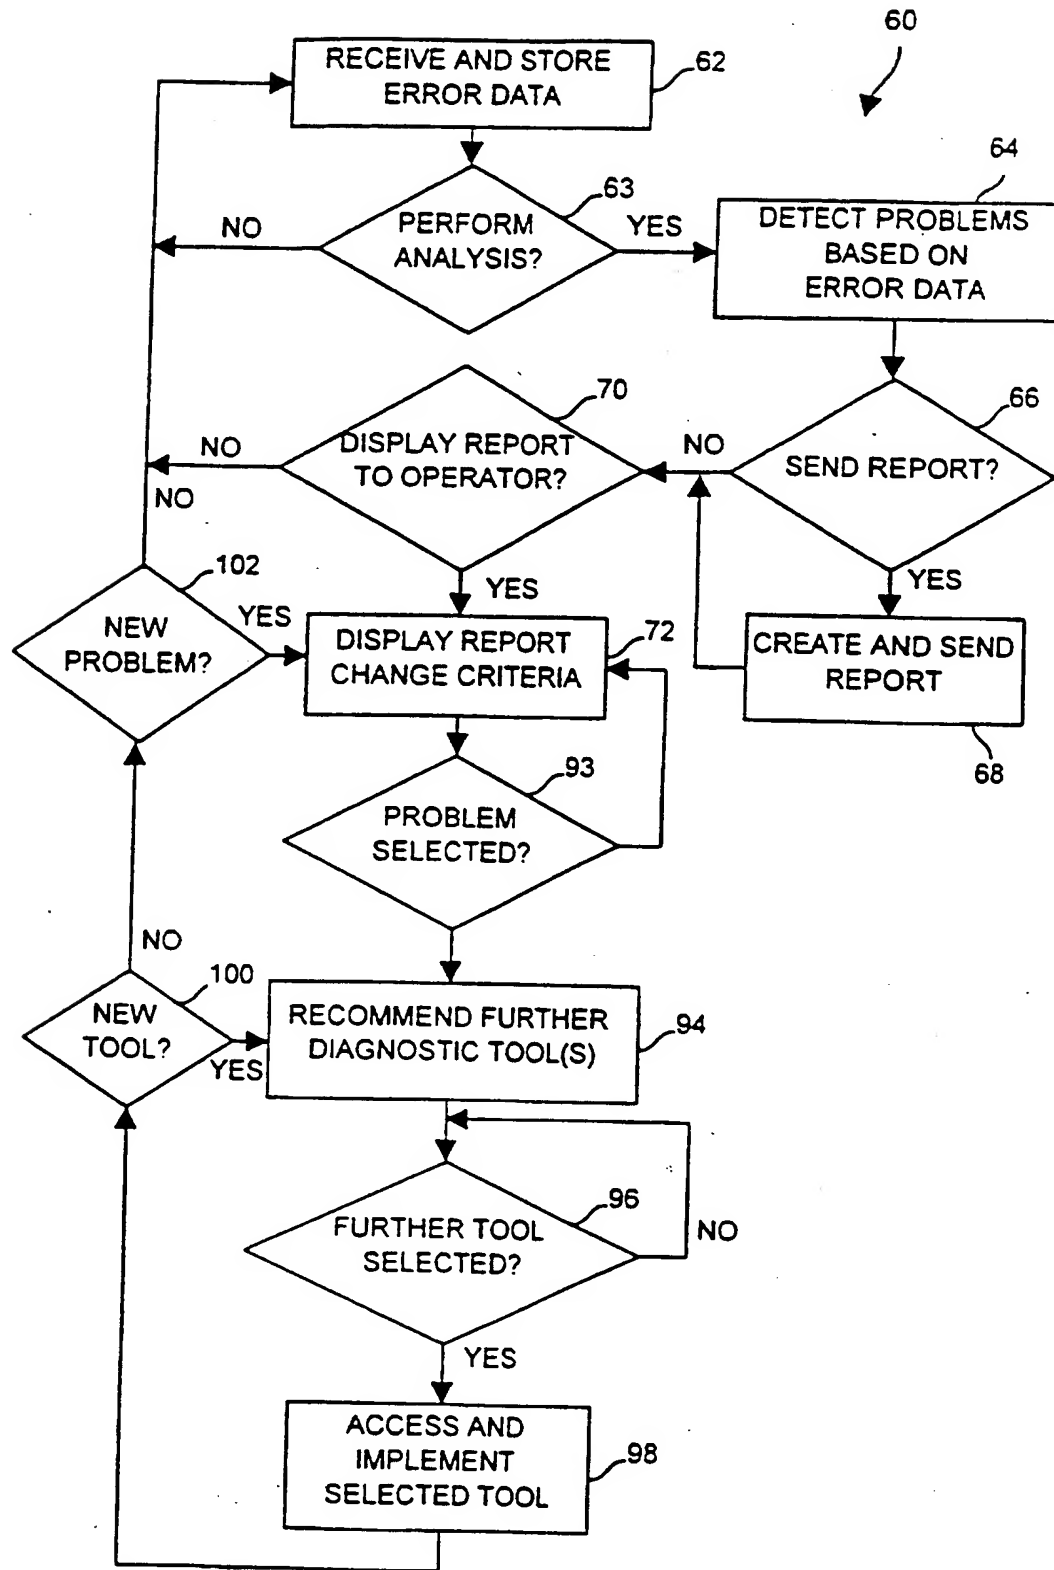 60
RECEIVE AND STORE
ERROR DATA
62
63
PERFORM
ANALYSIS?
NO
YES
64
DETECT PROBLEMS
BASED ON
ERROR DATA
70
DISPLAY REPORT
TO OPERATOR?
NO
NO
66
SEND REPORT?
NO
YES
YES
102
NEW
PROBLEM?
YES
DISPLAY REPORT
CHANGE CRITERIA
72
CREATE AND SEND
REPORT
68
93
PROBLEM
SELECTED?
NO
100
NEW
TOOL?
YES
RECOMMEND FURTHER
DIAGNOSTIC TOOL(S)
94
96
FURTHER TOOL
SELECTED?
NO
YES
ACCESS AND
IMPLEMENT
SELECTED TOOL
98